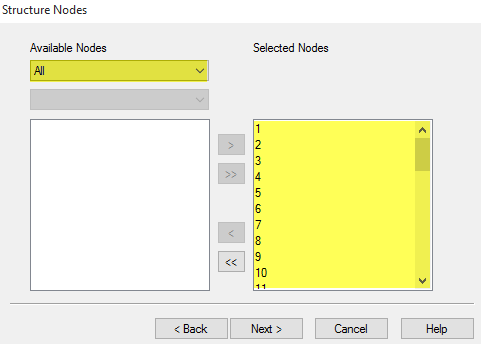 Structure Nodes
Available Nodes
Selected Nodes
All
1
2
3
4
5
6
7
8
9
10
11
>
>>
<
<<
< Back
Next >
Cancel
Help